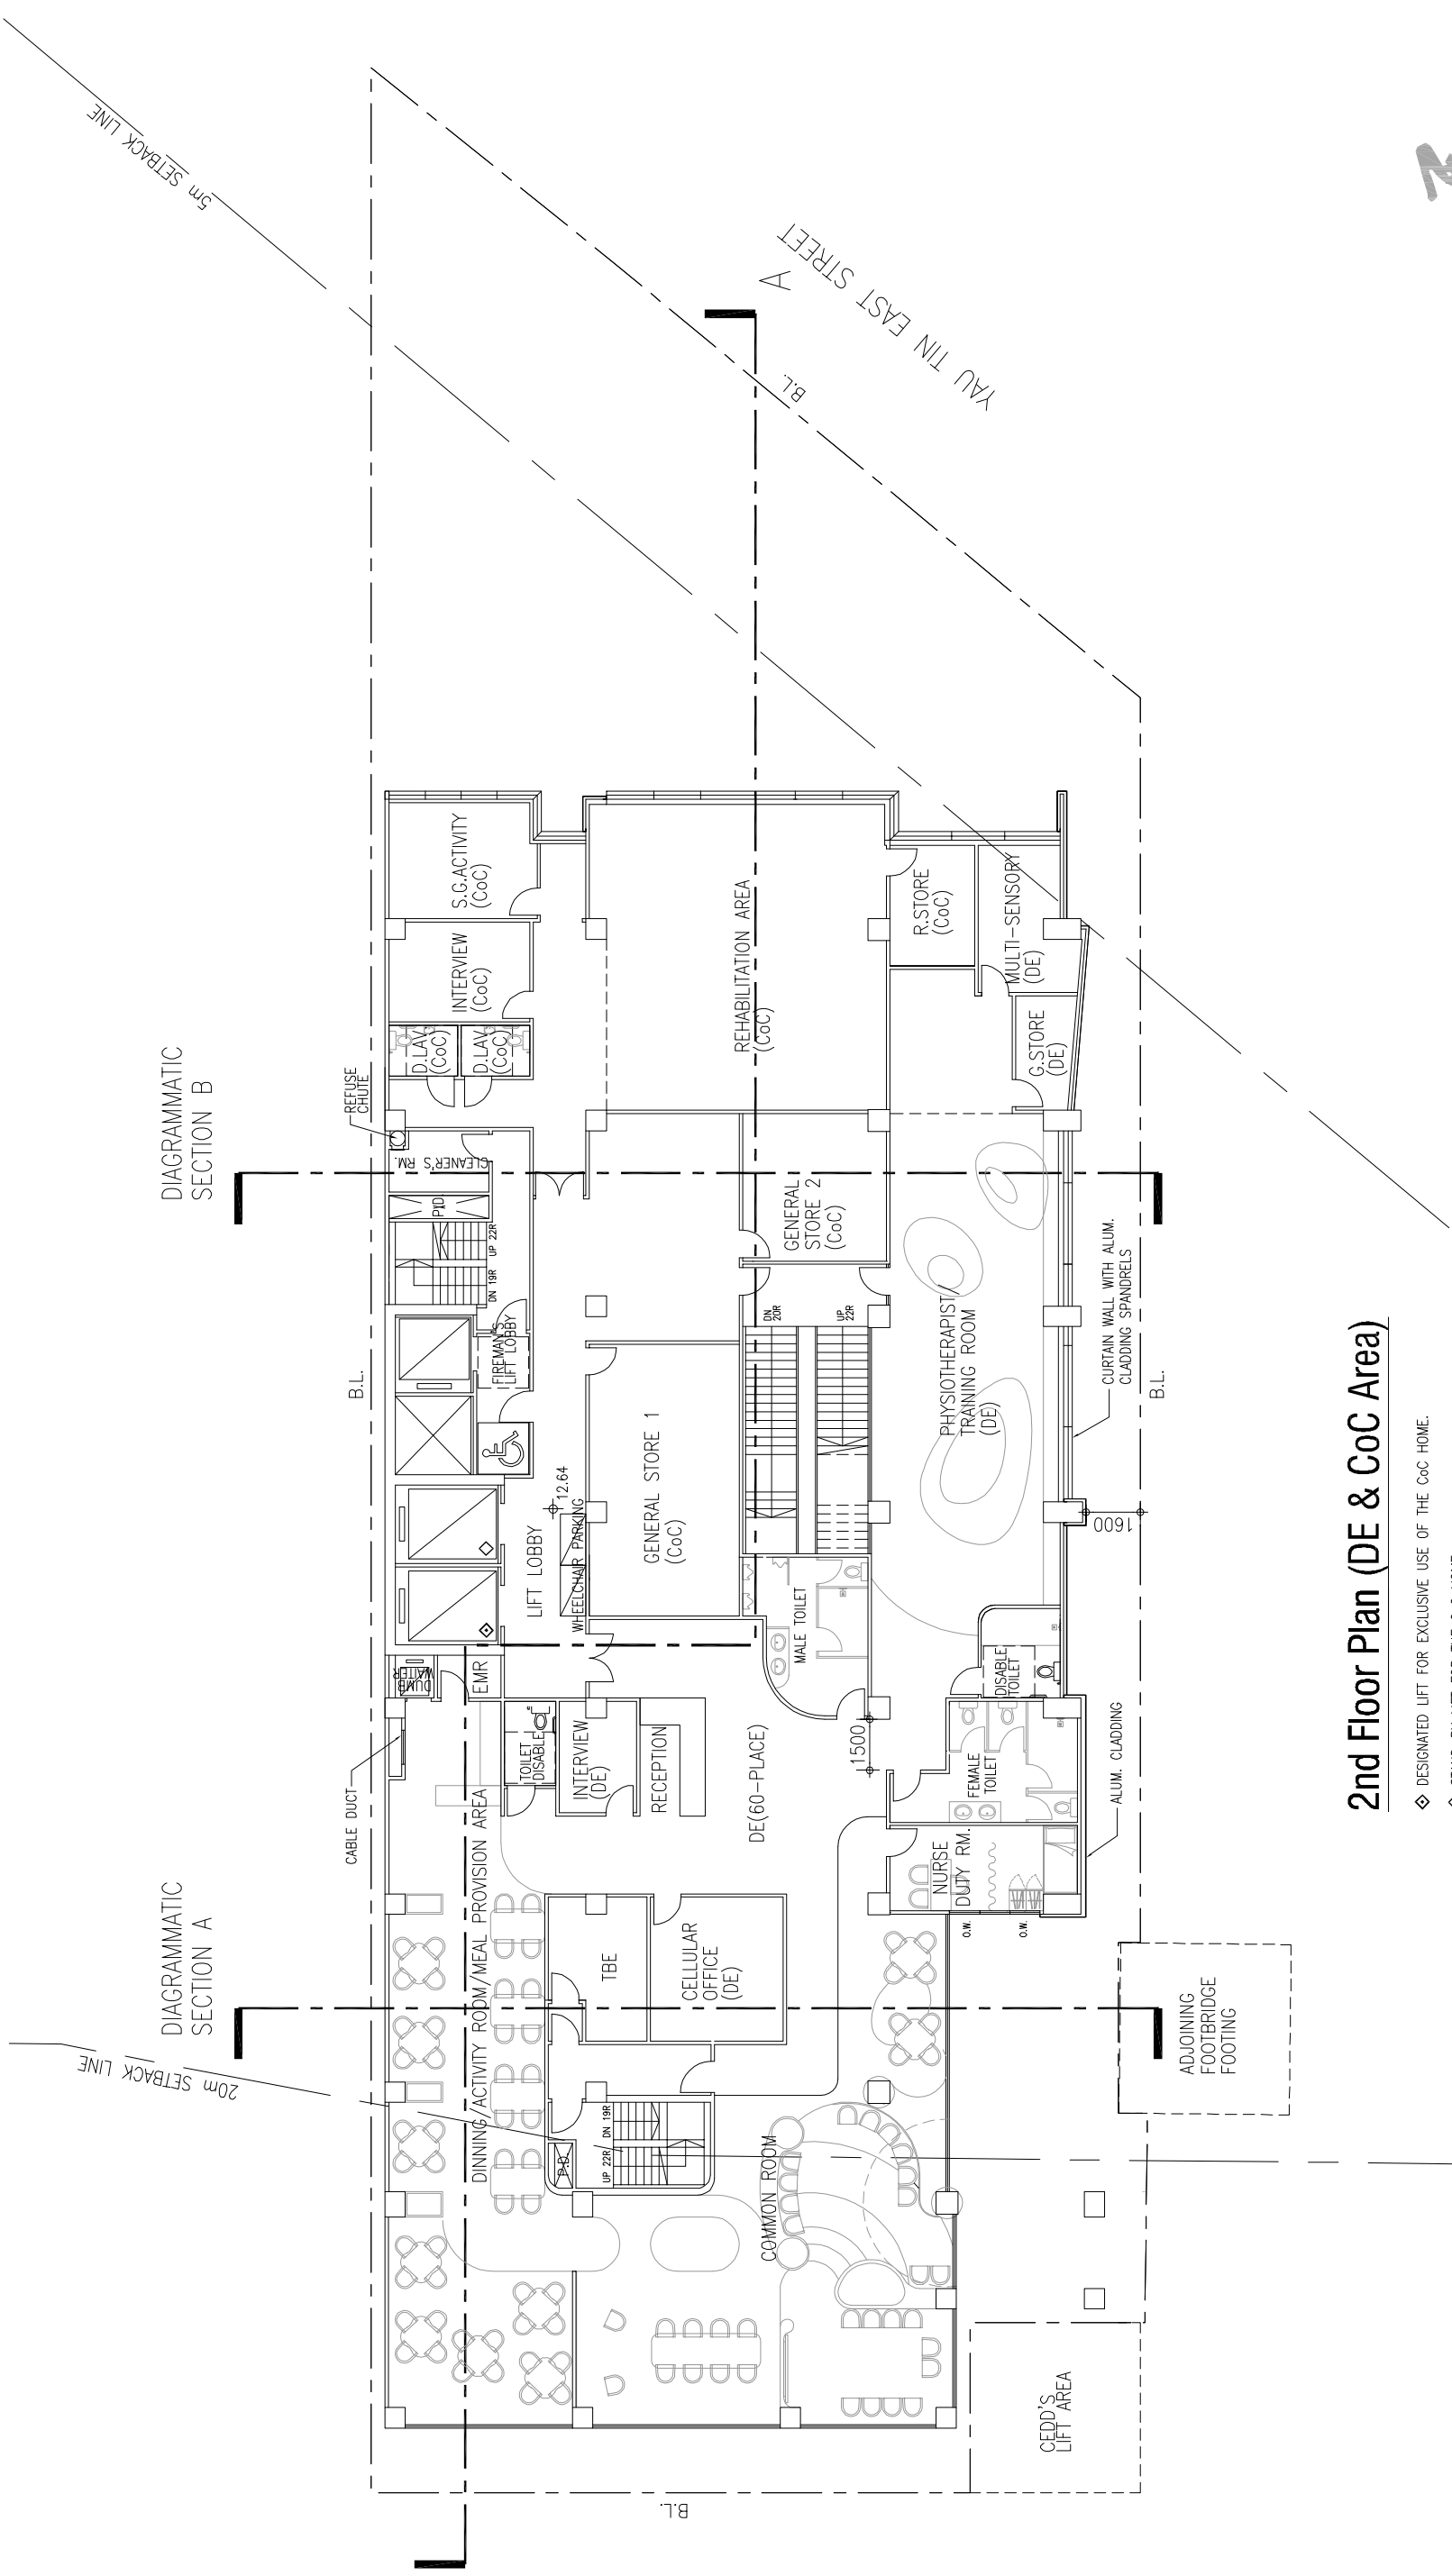 5m SETBACK LINE
YAU TIN EAST STREET
A
B.L.
DIAGRAMMATIC
SECTION B
REFUSE
CHUTE
S.G.ACTIVITY
(CoC)
INTERVIEW
(CoC)
D.LAV.
(CoC)
D.LAV.
(CoC)
REHABILITATION AREA
(CoC)
R.STORE
(CoC)
MULTI-SENSORY
(DE)
G.STORE
(DE)
CLEANER'S RM.
P.D.
UP 22R
DN 19R
FIREMAN'S
LIFT LOBBY
GENERAL
STORE 2
(CoC)
DN
20R
UP
22R
PHYSIOTHERAPIST/
TRAINING ROOM
(DE)
CURTAIN WALL WITH ALUM.
CLADDING SPANDRELS
B.L.
B.L.
GENERAL STORE 1
(CoC)
12.64
LIFT LOBBY
WHEELCHAIR PARKING
1600
DUMB
WAITER
EMR
MALE TOILET
DISABLE
TOILET
CABLE DUCT
TOILET
DISABLE
INTERVIEW
(DE)
RECEPTION
DE(60-PLACE)
1500
FEMALE
TOILET
ALUM. CLADDING
NURSE
DUTY RM.
O.W.
O.W.
DIAGRAMMATIC
SECTION A
20m SETBACK LINE
DINNING/ACTIVITY ROOM/MEAL PROVISION AREA
TBE
CELLULAR
OFFICE
(DE)
P.D.
UP 22R
DN 19R
COMMON ROOM
ADJOINING
FOOTBRIDGE
FOOTING
CEDD'S
LIFT AREA
B.L.
2nd Floor Plan (DE & CoC Area)
DESIGNATED LIFT FOR EXCLUSIVE USE OF THE CoC HOME.